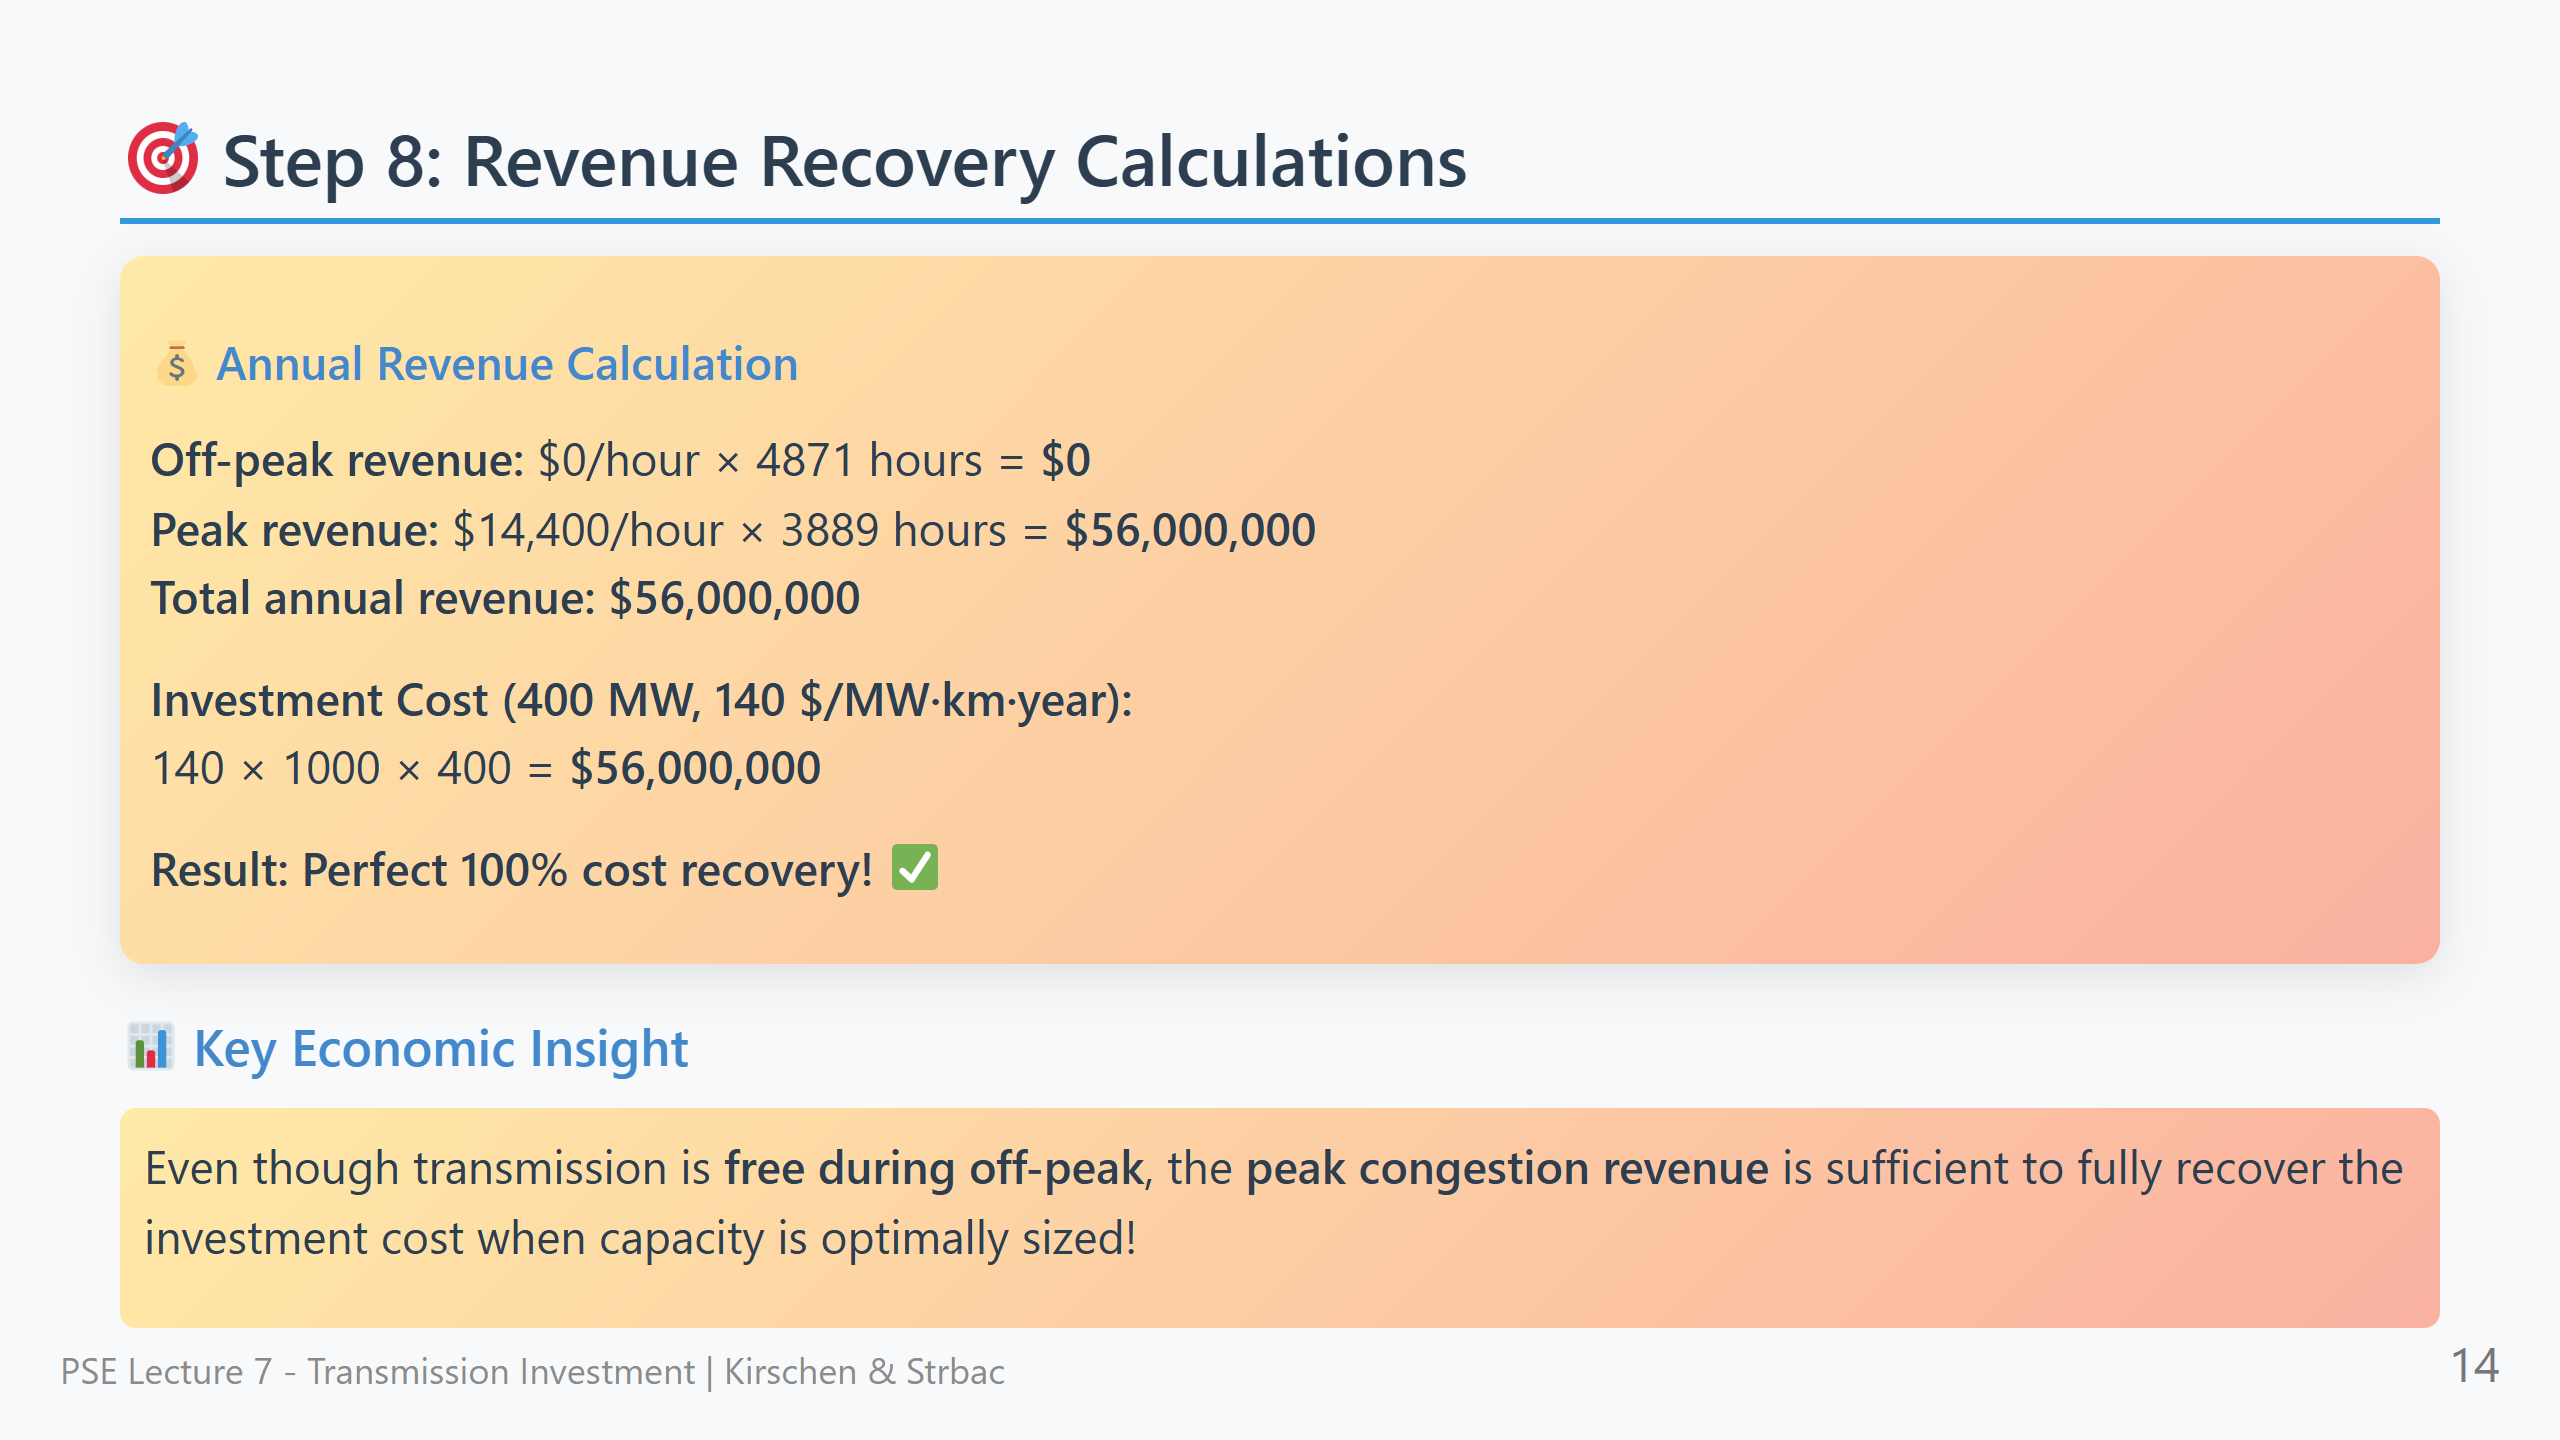 🎯 Step 8: Revenue Recovery Calculations
💰 Annual Revenue Calculation
Off-peak revenue: $0/hour × 4871 hours = $0
Peak revenue: $14,400/hour × 3889 hours = $56,000,000
Total annual revenue: $56,000,000
Investment Cost (400 MW, 140 $/MW·km·year):
140 × 1000 × 400 = $56,000,000
Result: Perfect 100% cost recovery! ✅
📊 Key Economic Insight
Even though transmission is free during off-peak, the peak congestion revenue is sufficient to fully recover the
investment cost when capacity is optimally sized!
PSE Lecture 7 - Transmission Investment | Kirschen & Strbac
14